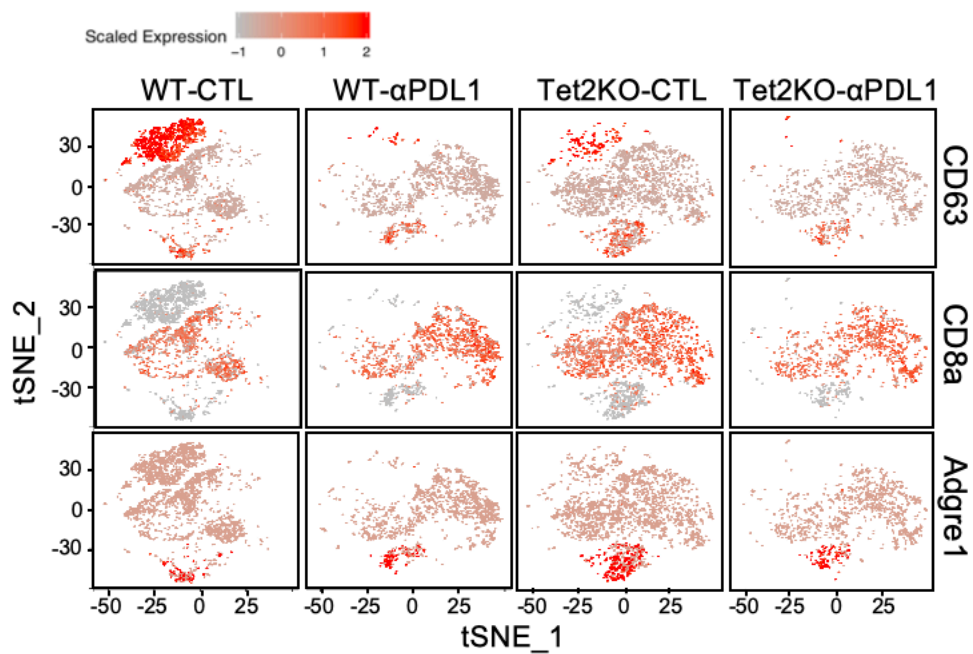 Scaled Expression
-1 0 1 2
WT-CTL WT-αPDL1 Tet2KO-CTL Tet2KO-αPDL1
30
0
-30
CD63
30
0
-30
CD8a
30
0
-30
Adgre1
tSNE_2
-50 -25 0 25 -50 -25 0 25 -50 -25 0 25 -50 -25 0 25
tSNE_1